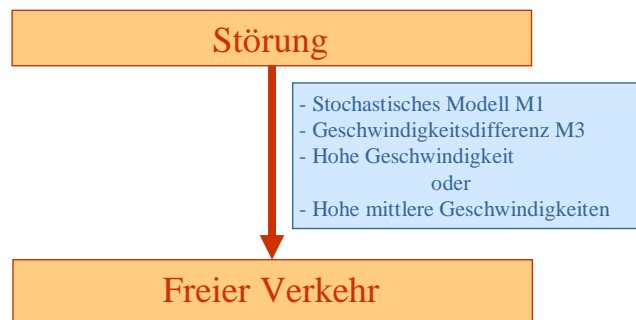 Störung
- Stochastisches Modell M1
- Geschwindigkeitsdifferenz M3
- Hohe Geschwindigkeit
oder
- Hohe mittlere Geschwindigkeiten
Freier Verkehr